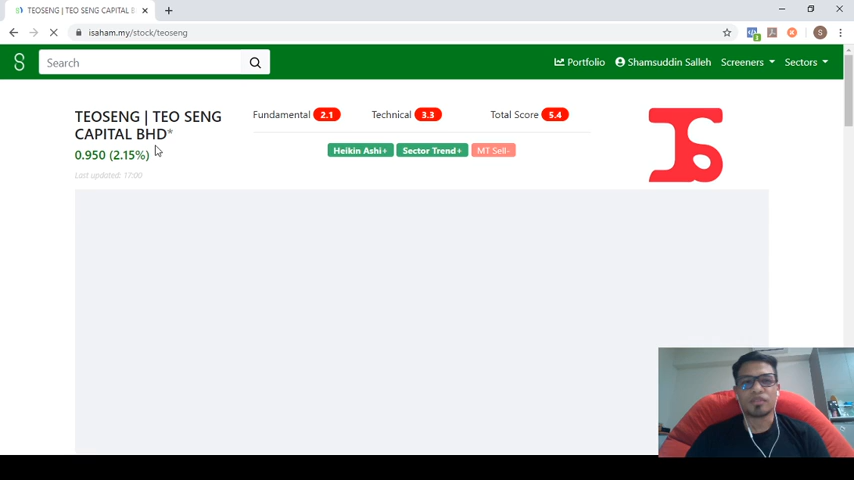 TEOSENG | TEO SENG CAPITAL B
isaham.my/stock/teoseng
S
Search
Portfolio
Shamsuddin Salleh
Screeners
Sectors
TEOSENG | TEO SENG
CAPITAL BHD*
0.950 (2.15%)
Last updated: 17:00
Fundamental 2.1
Technical 3.3
Total Score 5.4
Heikin Ashi+
Sector Trend+
MT Sell-